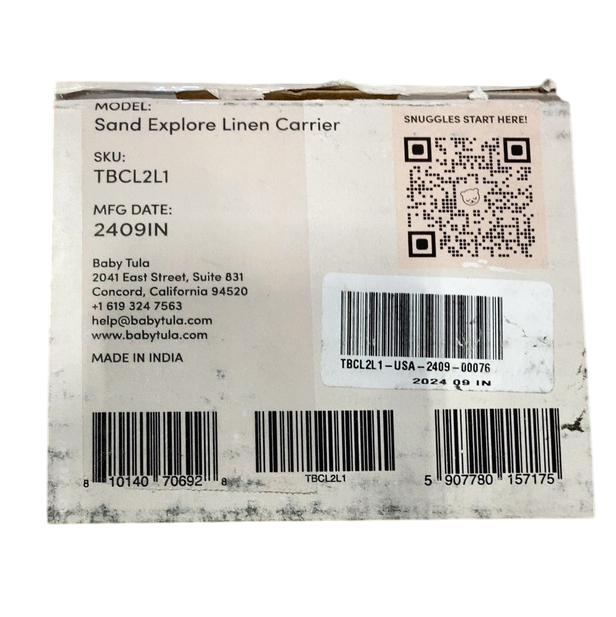 MODEL:
Sand Explore Linen Carrier
SKU:
TBCL2L1
MFG DATE:
2409IN
Baby Tula
2041 East Street, Suite 831
Concord, California 94520
+1 619 324 7563
help@babytula.com
www.babytula.com
MADE IN INDIA
SNUGGLES START HERE!
TBCL2L1-USA-2409-00076
2024 09 IN
8 10140 70692 8
TBCL2L1
5 907780 157175